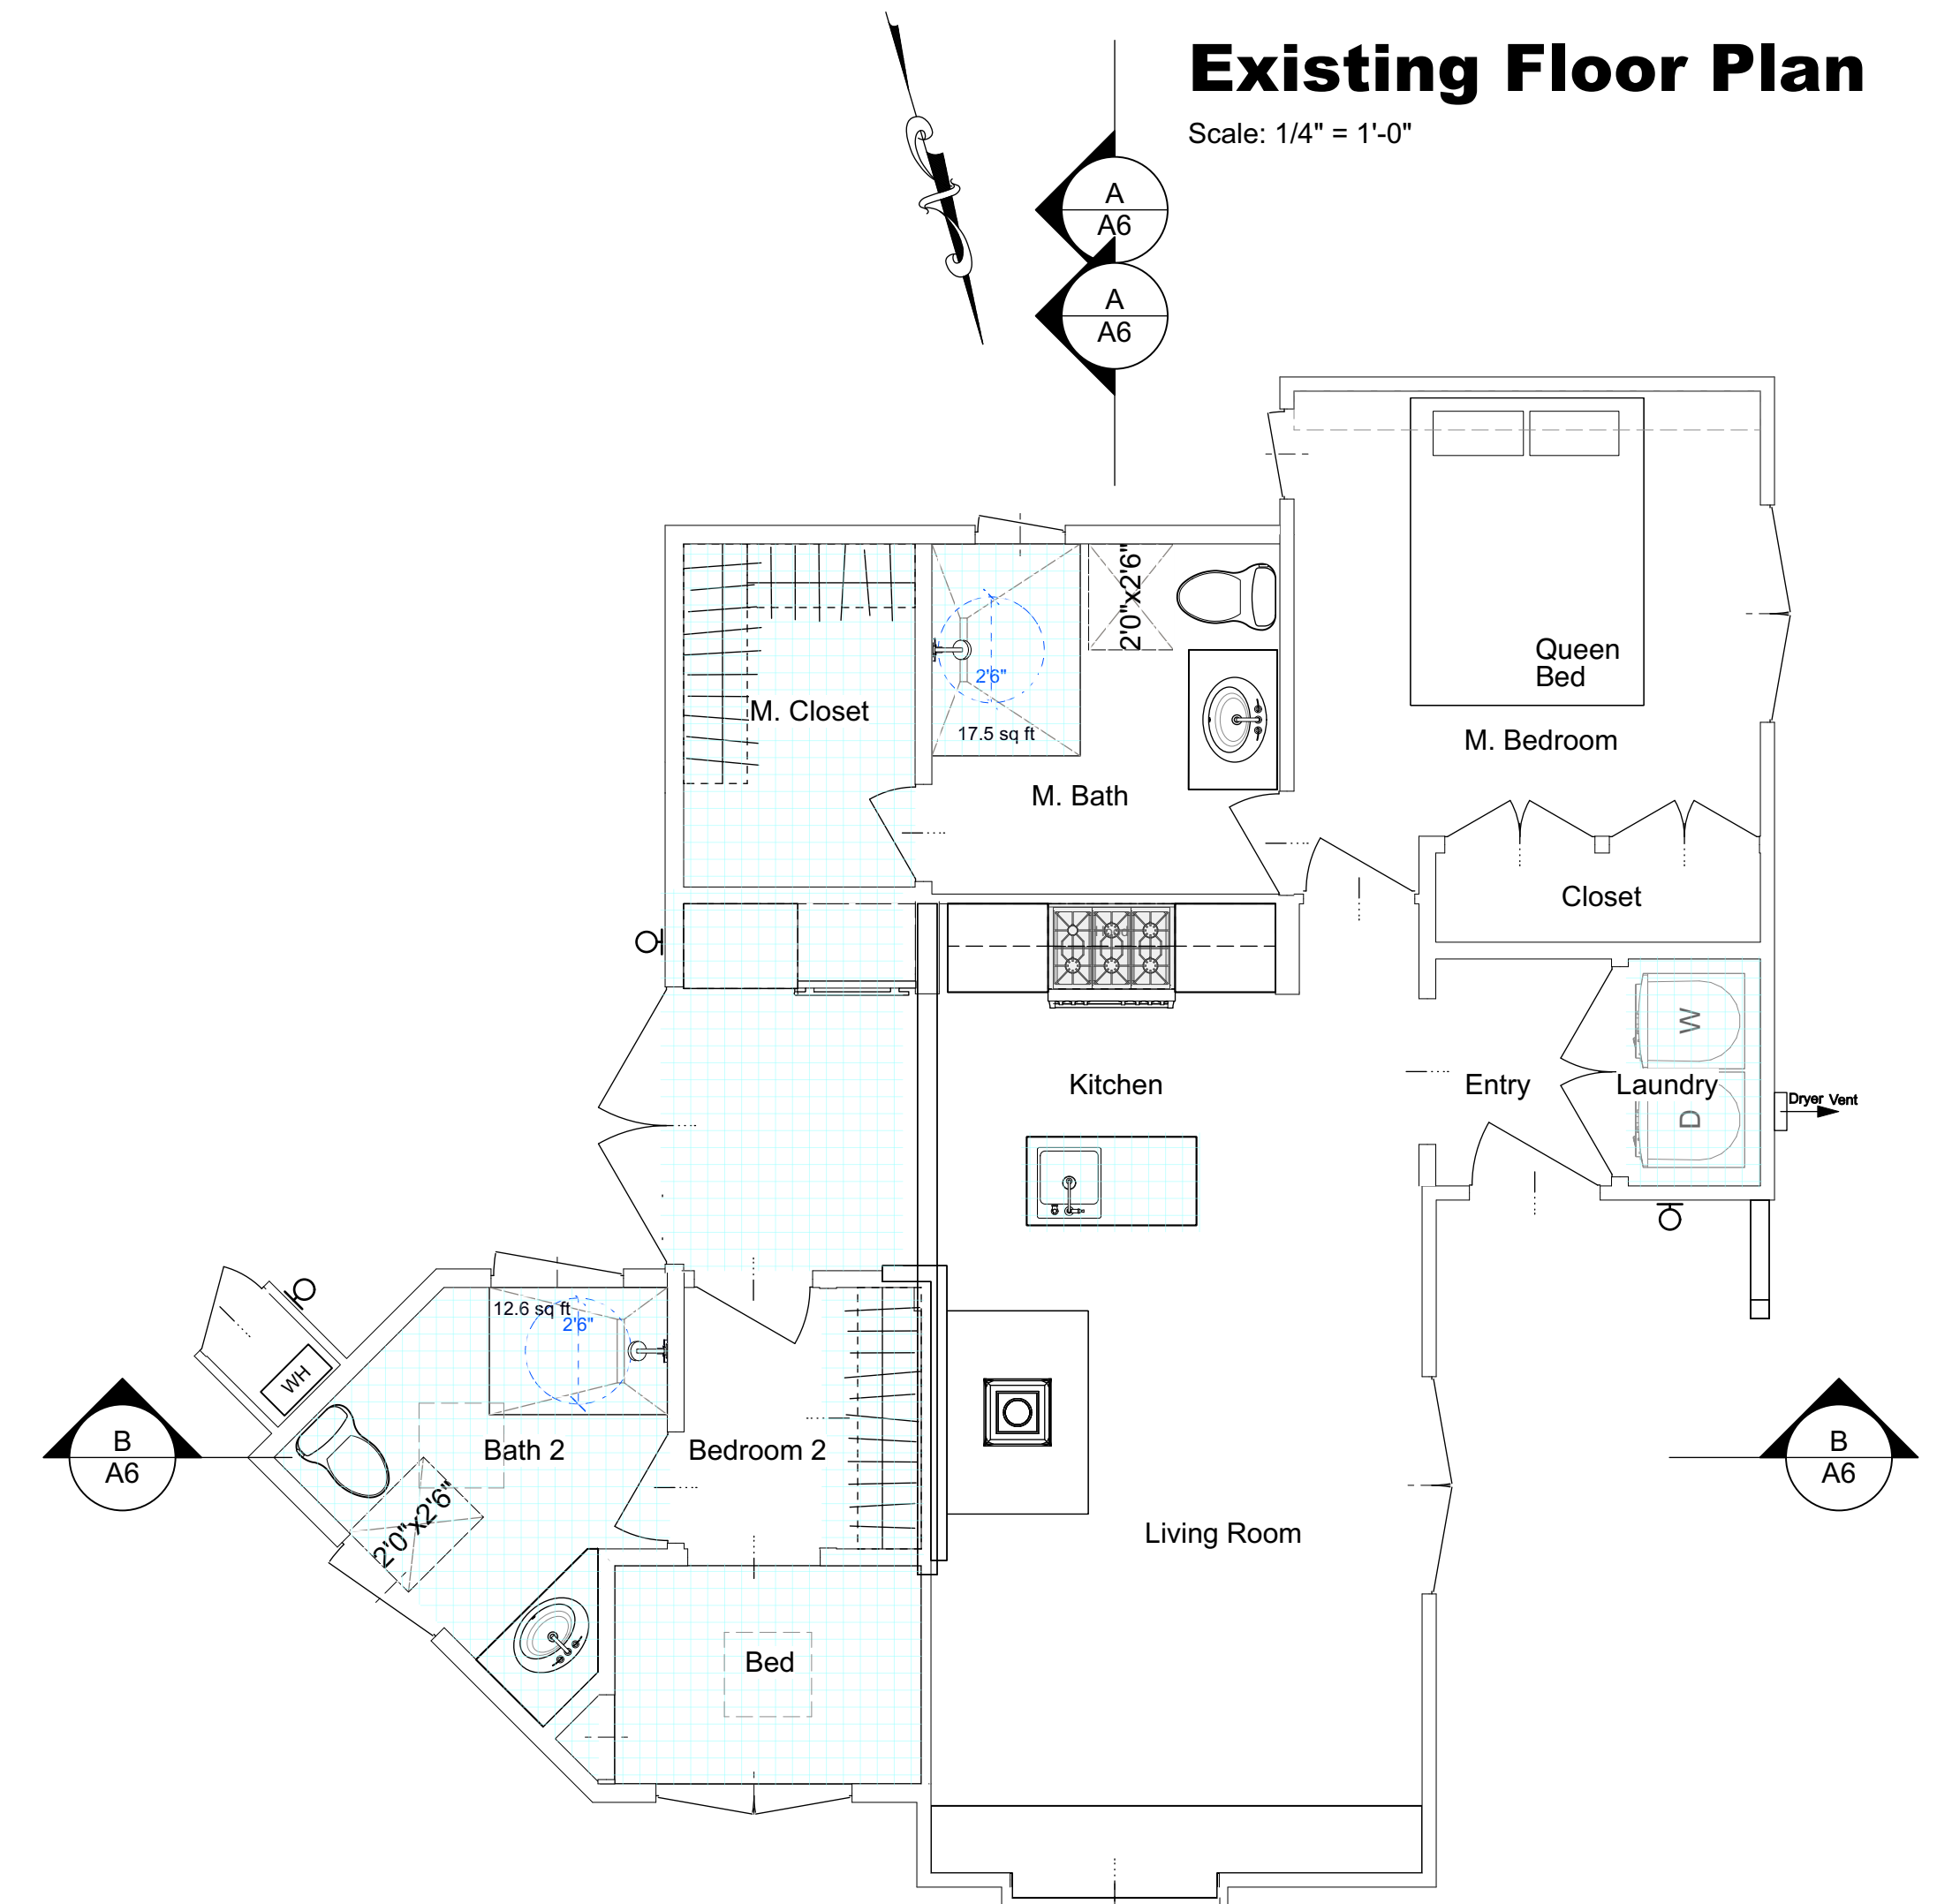 Existing Floor Plan
Scale: 1/4" = 1'-0"
A
A6
A
A6
2'0"x2'6"
Queen
Bed
2'6"
M. Closet
17.5 sq ft
M. Bedroom
M. Bath
Closet
W
Kitchen
Entry
Laundry
Dryer Vent
D
12.6 sq ft
2'6"
WH
B
A6
Bath 2
Bedroom 2
B
A6
2'0"x2'6"
Living Room
Bed